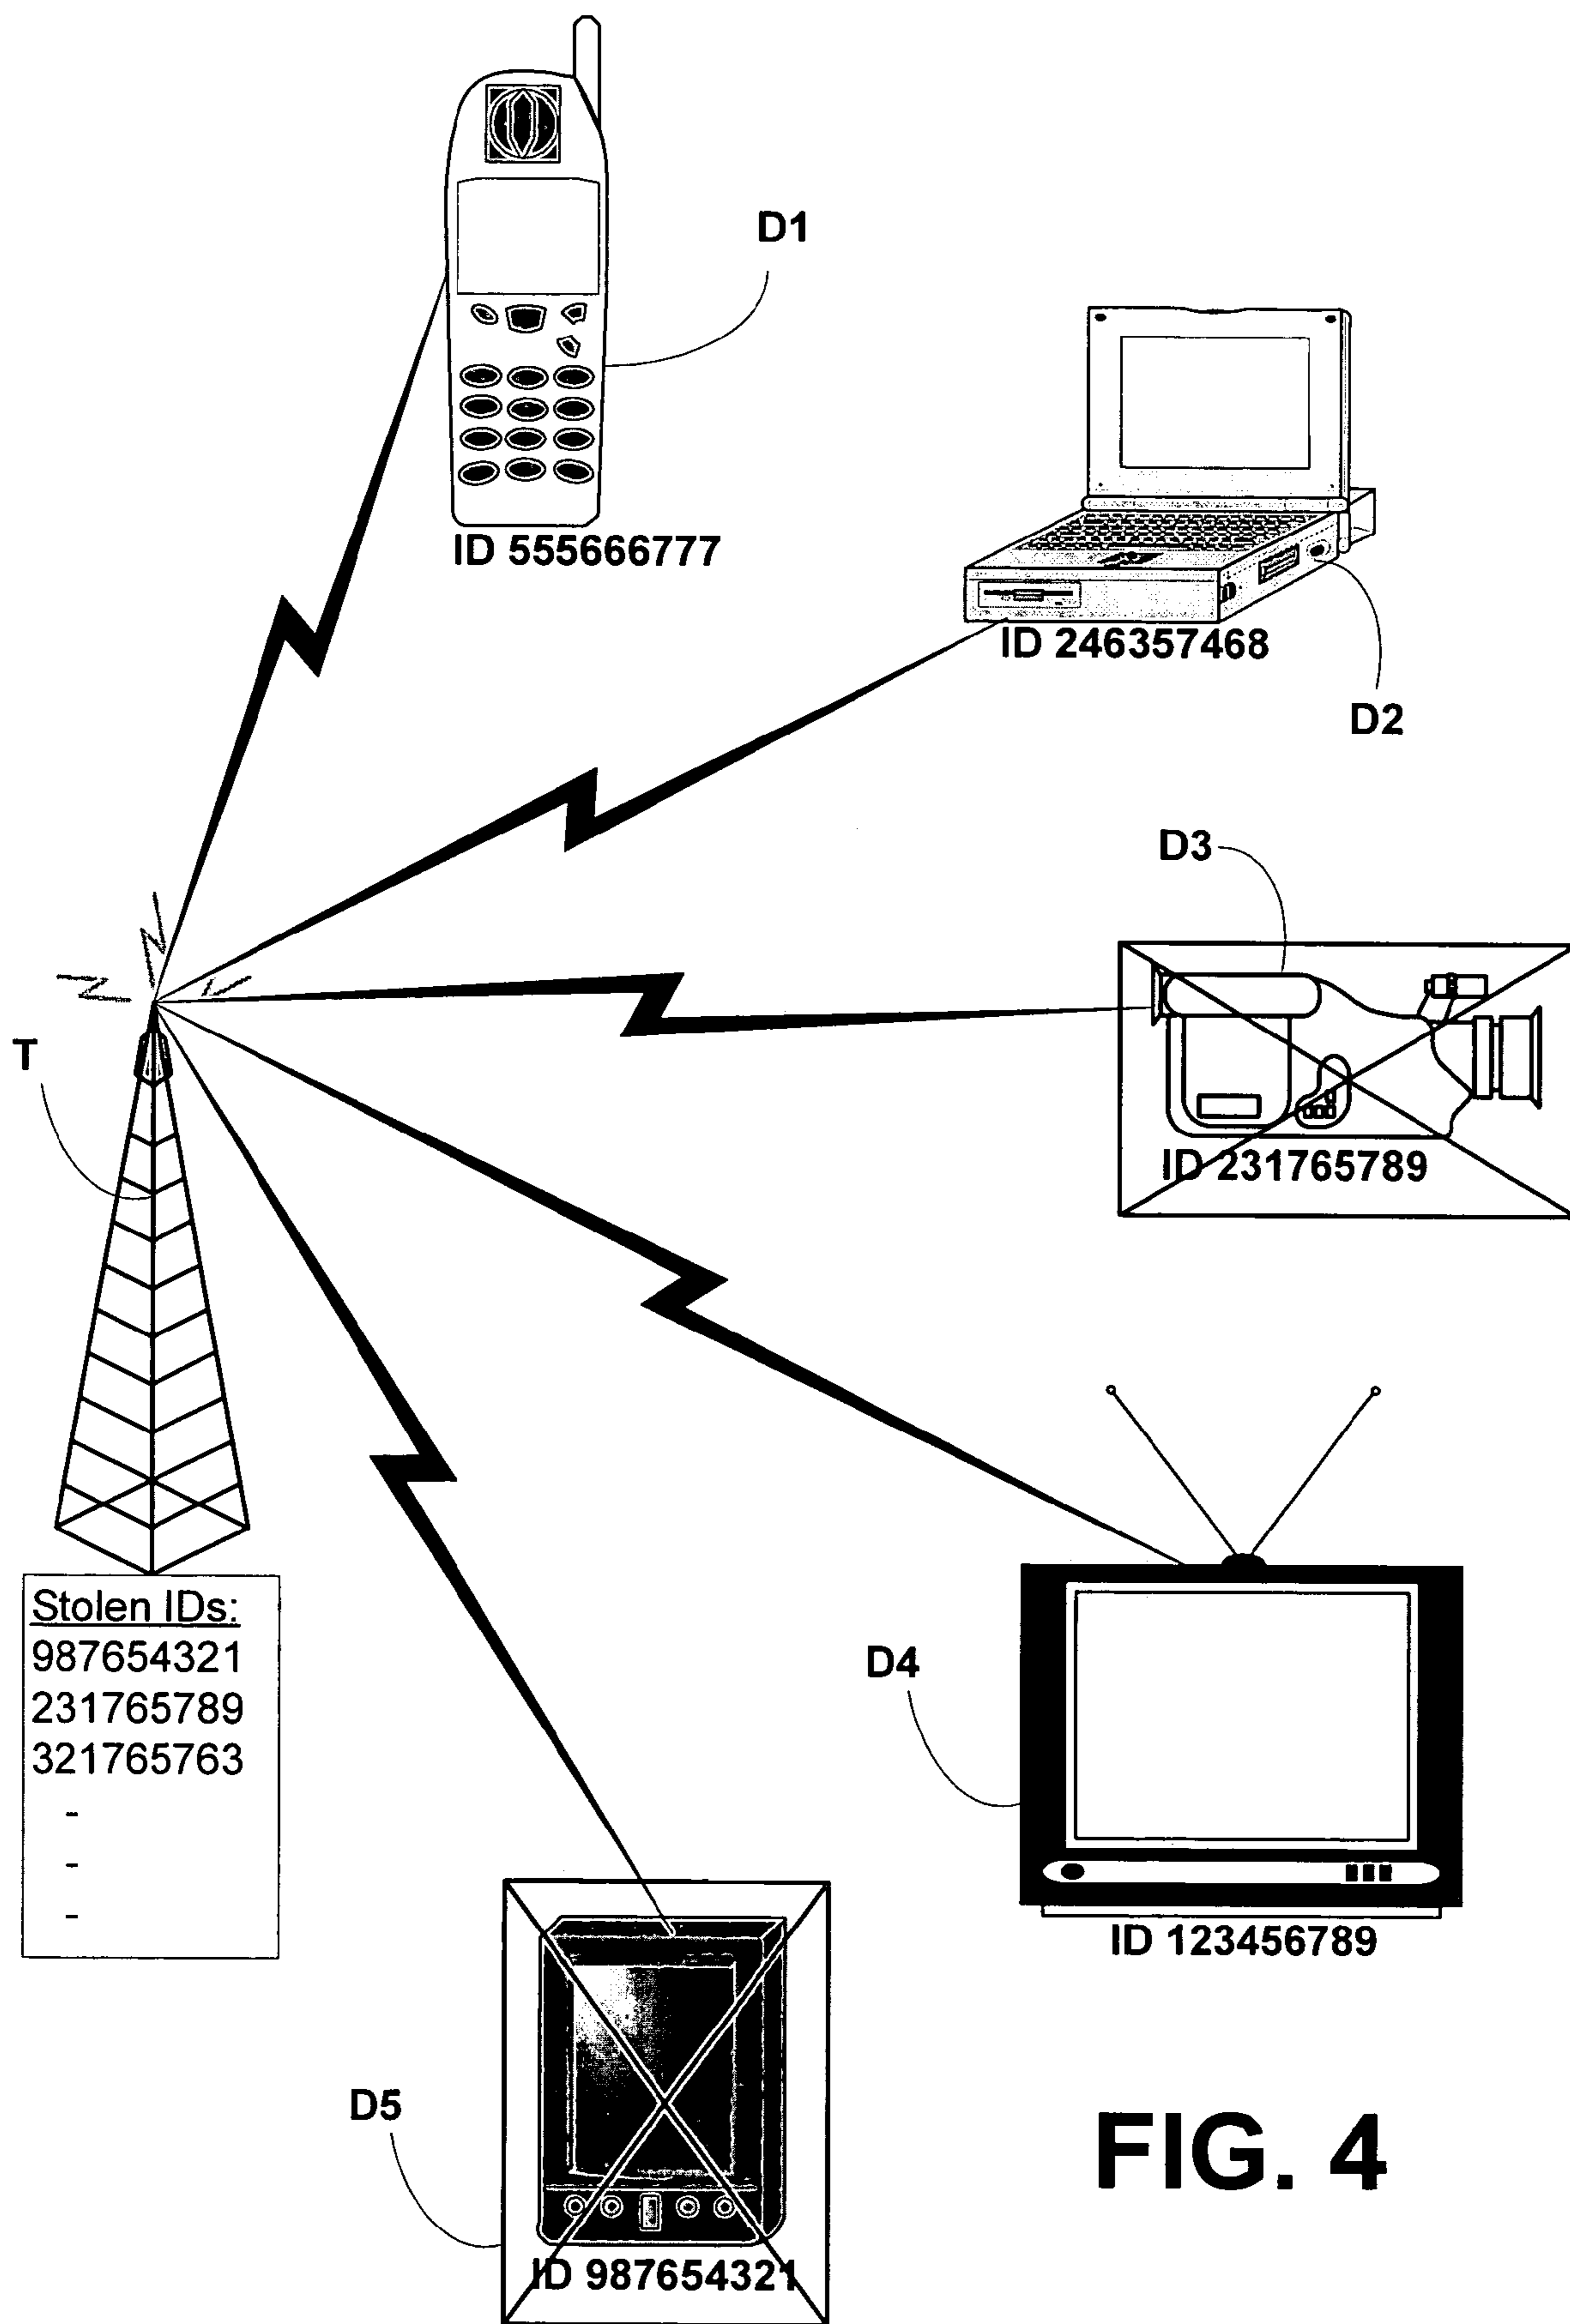 D1
ID 555666777
ID 246357468
D2
D3
T
ID 231765789
Stolen IDs:
987654321
231765789
321765763
-
-
-
D4
ID 123456789
D5
ID 987654321
FIG. 4